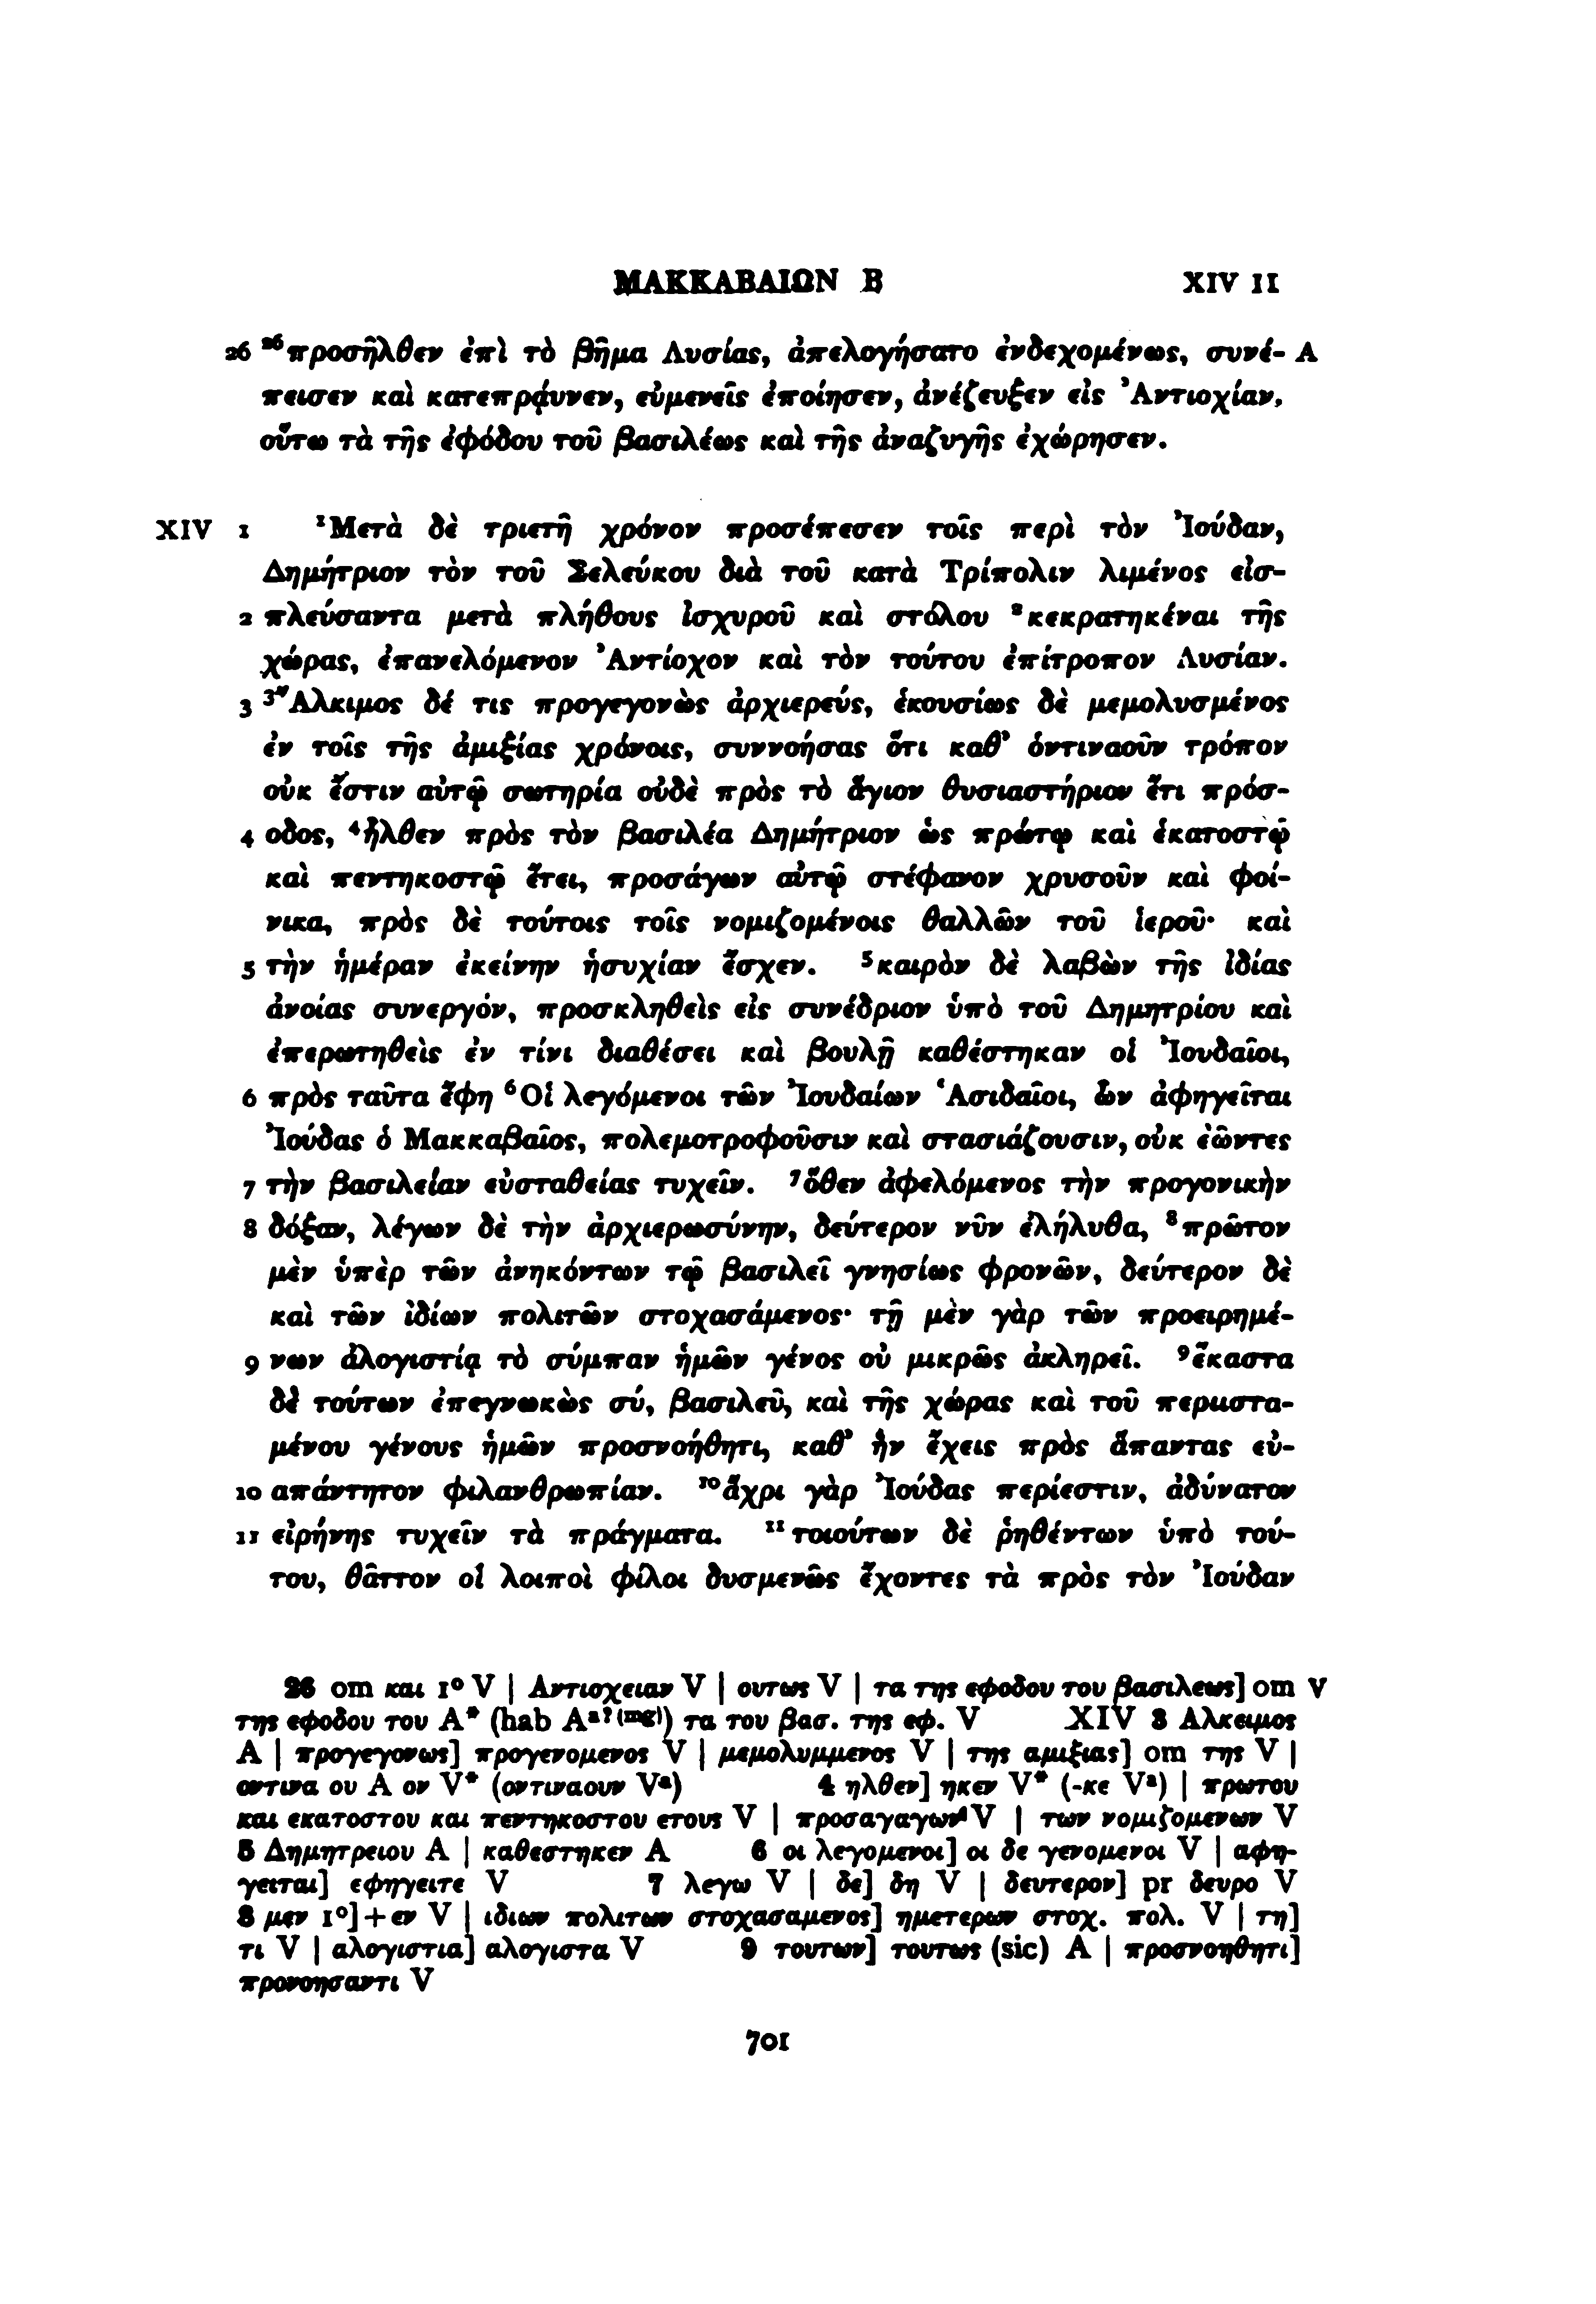 ΜΑΚΚΑΒΑΙΩΝ Β XIV 11
26 ²⁶προσῆλθεν ἐπὶ τὸ βῆμα Λυσίας, ἀπελογήσατο ἐνδεχομένως, συνέ- A
πεισεν καὶ κατεπράυνεν, εὐμενεῖς ἐποίησεν, ἀνέζευξεν εἰς Ἀντιοχίαν,
οὕτω τὰ τῆς ἐφόδου τοῦ βασιλέως καὶ τῆς ἀναζυγῆς ἐχώρησεν.
XIV 1 ¹Μετὰ δὲ τριετῆ χρόνον προσέπεσεν τοῖς περὶ τὸν Ἰούδαν,
Δημήτριον τὸν τοῦ Σελεύκου διὰ τοῦ κατὰ Τρίπολιν λιμένος εἰσ-
2 πλεύσαντα μετὰ πλήθους ἰσχυροῦ καὶ στόλου ²κεκρατηκέναι τῆς
χώρας, ἐπανελόμενον Ἀντίοχον καὶ τὸν τούτου ἐπίτροπον Λυσίαν.
3 ³Ἄλκιμος δέ τις προγεγονὼς ἀρχιερεύς, ἑκουσίως δὲ μεμολυσμένος
ἐν τοῖς τῆς ἀμιξίας χρόνοις, συννοήσας ὅτι καθ’ ὁντιναοῦν τρόπον
οὐκ ἔστιν αὐτῷ σωτηρία οὐδὲ πρὸς τὸ ἅγιον θυσιαστήριον ἔτι πρόσ-
4 οδος, ⁴ἦλθεν πρὸς τὸν βασιλέα Δημήτριον ὡς πρώτῳ καὶ ἑκατοστῷ
καὶ πεντηκοστῷ ἔτει, προσάγων αὐτῷ στέφανον χρυσοῦν καὶ φοί-
νικα, πρὸς δὲ τούτοις τοῖς νομιζομένοις θαλλῶν τοῦ ἱεροῦ· καὶ
5 τὴν ἡμέραν ἐκείνην ἡσυχίαν ἔσχεν. ⁵καιρὸν δὲ λαβὼν τῆς ἰδίας
ἀνοίας συνεργόν, προσκληθεὶς εἰς συνέδριον ὑπὸ τοῦ Δημητρίου καὶ
ἐπερωτηθεὶς ἐν τίνι διαθέσει καὶ βουλῇ καθέστηκαν οἱ Ἰουδαῖοι,
6 πρὸς ταῦτα ἔφη ⁶Οἱ λεγόμενοι τῶν Ἰουδαίων Ἁσιδαῖοι, ὧν ἀφηγεῖται
Ἰούδας ὁ Μακκαβαῖος, πολεμοτροφοῦσιν καὶ στασιάζουσιν, οὐκ ἐῶντες
7 τὴν βασιλείαν εὐσταθείας τυχεῖν. ⁷ὅθεν ἀφελόμενος τὴν προγονικὴν
8 δόξαν, λέγων δὲ τὴν ἀρχιερωσύνην, δεύτερον νῦν ἐλήλυθα, ⁸πρῶτον
μὲν ὑπὲρ τῶν ἀνηκόντων τῷ βασιλεῖ γνησίως φρονῶν, δεύτερον δὲ
καὶ τῶν ἰδίων πολιτῶν στοχασάμενος· τῇ μὲν γὰρ τῶν προειρημέ-
9 νων ἀλογιστίᾳ τὸ σύμπαν ἡμῶν γένος οὐ μικρῶς ἀκληρεῖ. ⁹ἕκαστα
δὲ τούτων ἐπεγνωκὼς σύ, βασιλεῦ, καὶ τῆς χώρας καὶ τοῦ περιιστα-
μένου γένους ἡμῶν προσνοήθητι, καθ’ ἣν ἔχεις πρὸς ἅπαντας εὐ-
10 απάντητον φιλανθρωπίαν. ¹⁰ἄχρι γὰρ Ἰούδας περίεστιν, ἀδύνατον
11 εἰρήνης τυχεῖν τὰ πράγματα. ¹¹τοιούτων δὲ ῥηθέντων ὑπὸ τού-
του, θᾶττον οἱ λοιποὶ φίλοι δυσμενῶς ἔχοντες τὰ πρὸς τὸν Ἰούδαν
26 om και 1° V | Αντιοχειαν V | ουτως V | τα της εφοδου του βασιλεως] om V
της εφοδου του A* (hab Aᵃ?⁽ᵐᵍ⁾) τα του βασ. της εφ. V XIV 3 Αλκειμος
A | προγεγονως] προγενομενος V | μεμολυμμενος V | της αμιξιας] om της V |
οντινα ου A ον V* (οντιναουν Vᵃ) 4 ηλθεν] ηκεν V* (-κε Vᵃ) | πρωτου
και εκατοστου και πεντηκοστου ετους V | προσαγαγων V | των νομιζομενων V
5 Δημητρειου A | καθεστηκεν A 6 οι λεγομενοι] οι δε γενομενοι V | αφη-
γειται] εφηγειτε V 7 λεγω V | δε] δη V | δευτερον] pr δευρο V
8 μεν 1°]+εν V | ιδιων πολιτων στοχασαμενος] ημετερων στοχ. πολ. V | τη]
τι V | αλογιστια] αλογιστα V 9 τουτων] τουτως (sic) A | προσνοηθητι]
προνοησαντι V
701